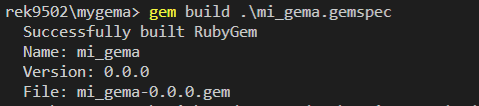 rek9502\mygema> gem build .\mi_gema.gemspec
Successfully built RubyGem
Name: mi_gema
Version: 0.0.0
File: mi_gema-0.0.0.gem